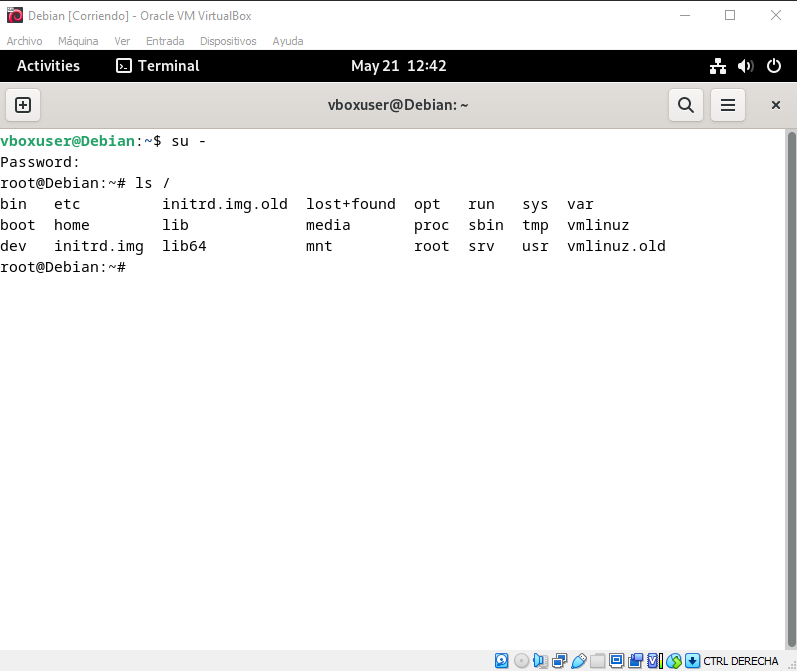 Debian [Corriendo] - Oracle VM VirtualBox
Archivo Máquina Ver Entrada Dispositivos Ayuda
Activities Terminal May 21 12:42
vboxuser@Debian: ~
vboxuser@Debian:~$ su -
Password:
root@Debian:~# ls /
bin etc initrd.img.old lost+found opt run sys var
boot home lib media proc sbin tmp vmlinuz
dev initrd.img lib64 mnt root srv usr vmlinuz.old
root@Debian:~#
CTRL DERECHA